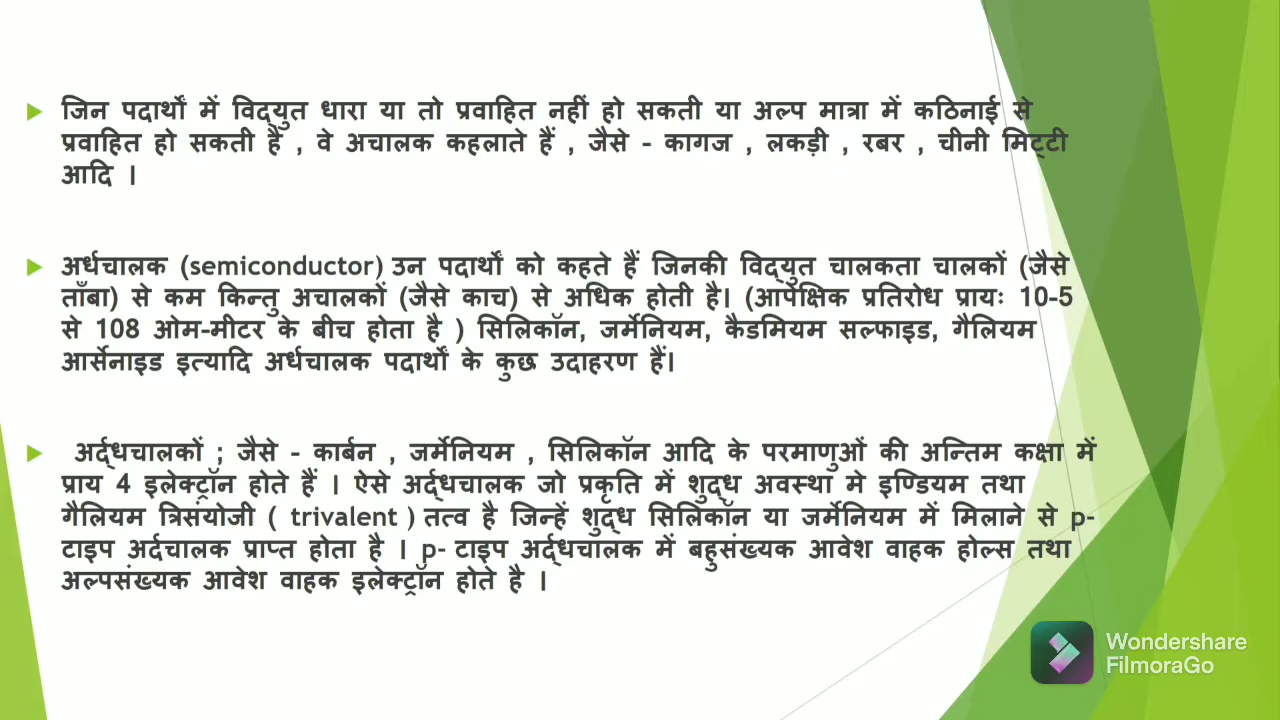 जिन पदार्थों में विद्युत धारा या तो प्रवाहित नहीं हो सकती या अल्प मात्रा में कठिनाई से
प्रवाहित हो सकती हैं , वे अचालक कहलाते हैं , जैसे - कागज , लकड़ी , रबर , चीनी मिट्टी
आदि ।
अर्धचालक (semiconductor) उन पदार्थों को कहते हैं जिनकी विद्युत चालकता चालकों (जैसे
ताँबा) से कम किन्तु अचालकों (जैसे काच) से अधिक होती है। (आपेक्षिक प्रतिरोध प्रायः 10-5
से 108 ओम-मीटर के बीच होता है ) सिलिकॉन, जर्मेनियम, कैडमियम सल्फाइड, गैलियम
आर्सेनाइड इत्यादि अर्धचालक पदार्थों के कुछ उदाहरण हैं।
अर्द्धचालकों ; जैसे - कार्बन , जर्मेनियम , सिलिकॉन आदि के परमाणुओं की अन्तिम कक्षा में
प्राय 4 इलेक्ट्रॉन होते हैं । ऐसे अर्द्धचालक जो प्रकृति में शुद्ध अवस्था मे इण्डियम तथा
गैलियम त्रिसंयोजी ( trivalent ) तत्व है जिन्हें शुद्ध सिलिकॉन या जर्मेनियम में मिलाने से p-
टाइप अर्दचालक प्राप्त होता है । p- टाइप अर्द्धचालक में बहुसंख्यक आवेश वाहक होल्स तथा
अल्पसंख्यक आवेश वाहक इलेक्ट्रॉन होते है ।
Wondershare
FilmoraGo